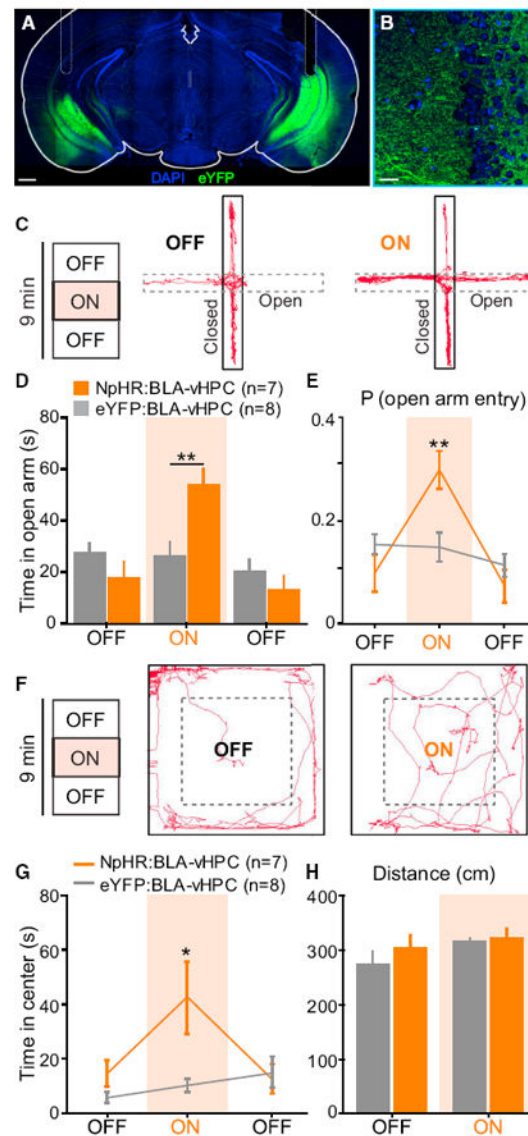 A
B
DAPI eYFP
C
9 min
OFF
ON
OFF
OFF
Closed
Open
ON
Closed
Open
D
NpHR:BLA-vHPC (n=7)
eYFP:BLA-vHPC (n=8)
Time in open arm (s)
80
60
40
20
0
**
OFF
ON
OFF
E
P (open arm entry)
0.4
0.2
0
**
OFF
ON
OFF
F
9 min
OFF
ON
OFF
OFF
ON
G
NpHR:BLA-vHPC (n=7)
eYFP:BLA-vHPC (n=8)
Time in center (s)
80
60
40
20
0
*
OFF
ON
OFF
H
Distance (cm)
400
300
200
100
0
OFF
ON